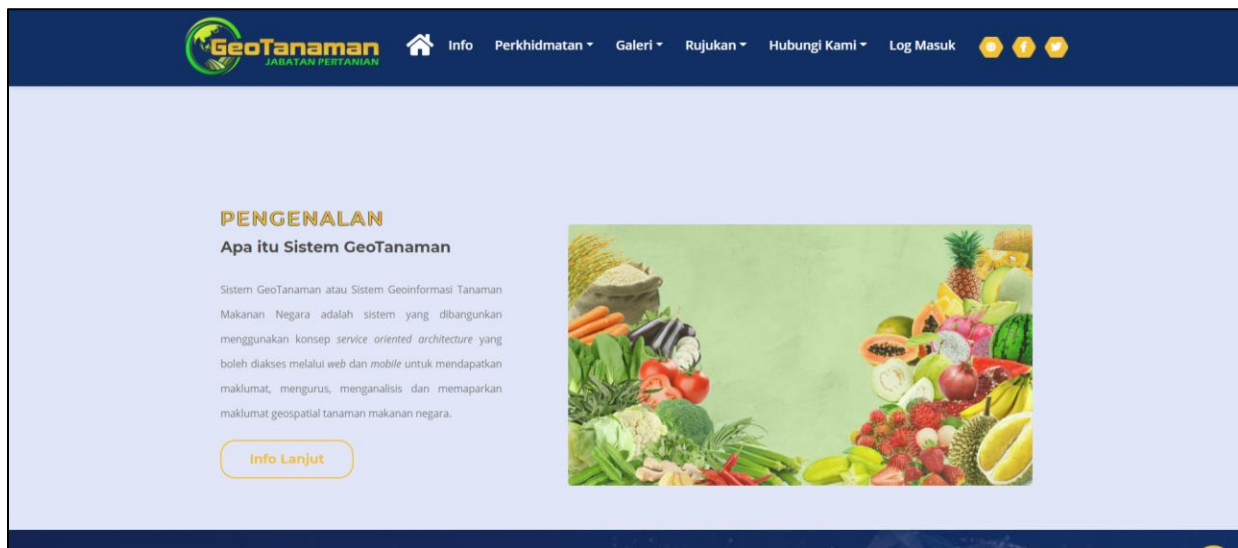 GeoTanaman
JABATAN PERTANIAN
Info Perkhidmatan Galeri Rujukan Hubungi Kami Log Masuk
PENGENALAN
Apa itu Sistem GeoTanaman
Sistem GeoTanaman atau Sistem Geoinformasi Tanaman
Makanan Negara adalah sistem yang dibangunkan
menggunakan konsep service oriented architecture yang
boleh diakses melalui web dan mobile untuk mendapatkan
maklumat, mengurus, menganalisis dan memaparkan
maklumat geospatial tanaman makanan negara.
Info Lanjut